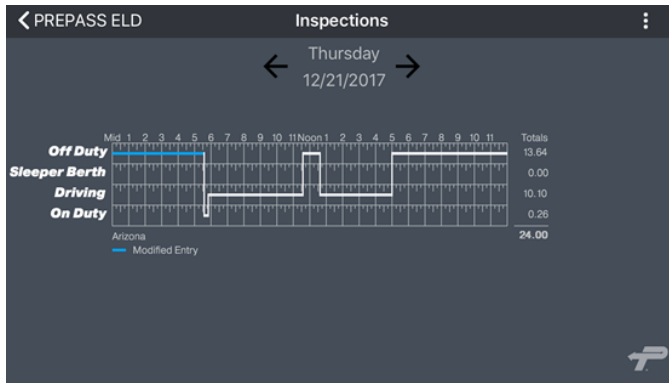 PREPASS ELD
Inspections
Thursday
12/21/2017
Mid 1 2 3 4 5 6 7 8 9 10 11 Noon 1 2 3 4 5 6 7 8 9 10 11 Totals
Off Duty 13.64
Sleeper Berth 0.00
Driving 10.10
On Duty 0.26
Arizona 24.00
Modified Entry